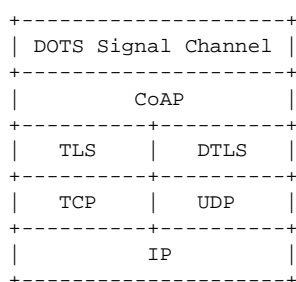 +---------------------+
| DOTS Signal Channel |
+---------------------+
|         CoAP        |
+----------+----------+
|   TLS    |   DTLS   |
+----------+----------+
|   TCP    |   UDP    |
+----------+----------+
|          IP         |
+---------------------+